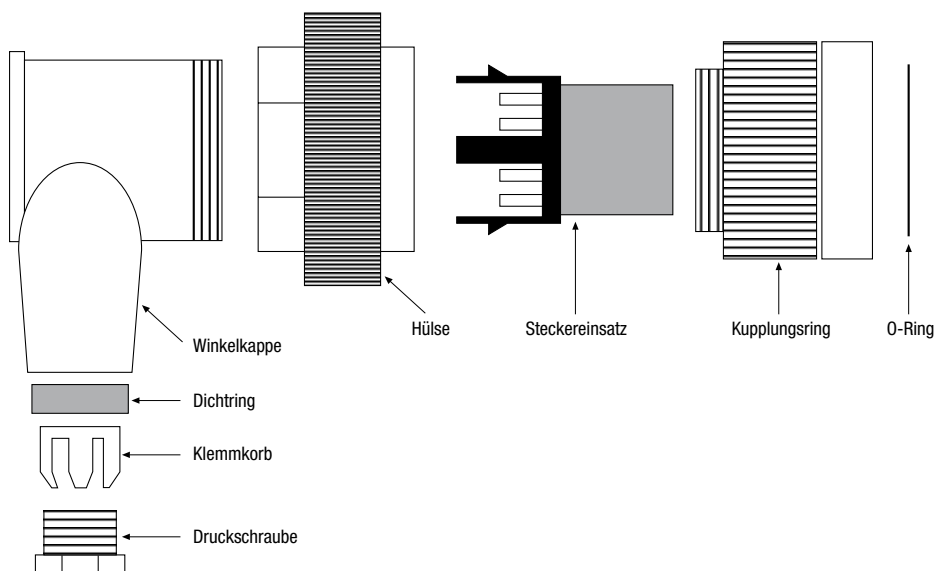 Hülse
Steckereinsatz
Kupplungsring
O-Ring
Winkelkappe
Dichtring
Klemmkorb
Druckschraube